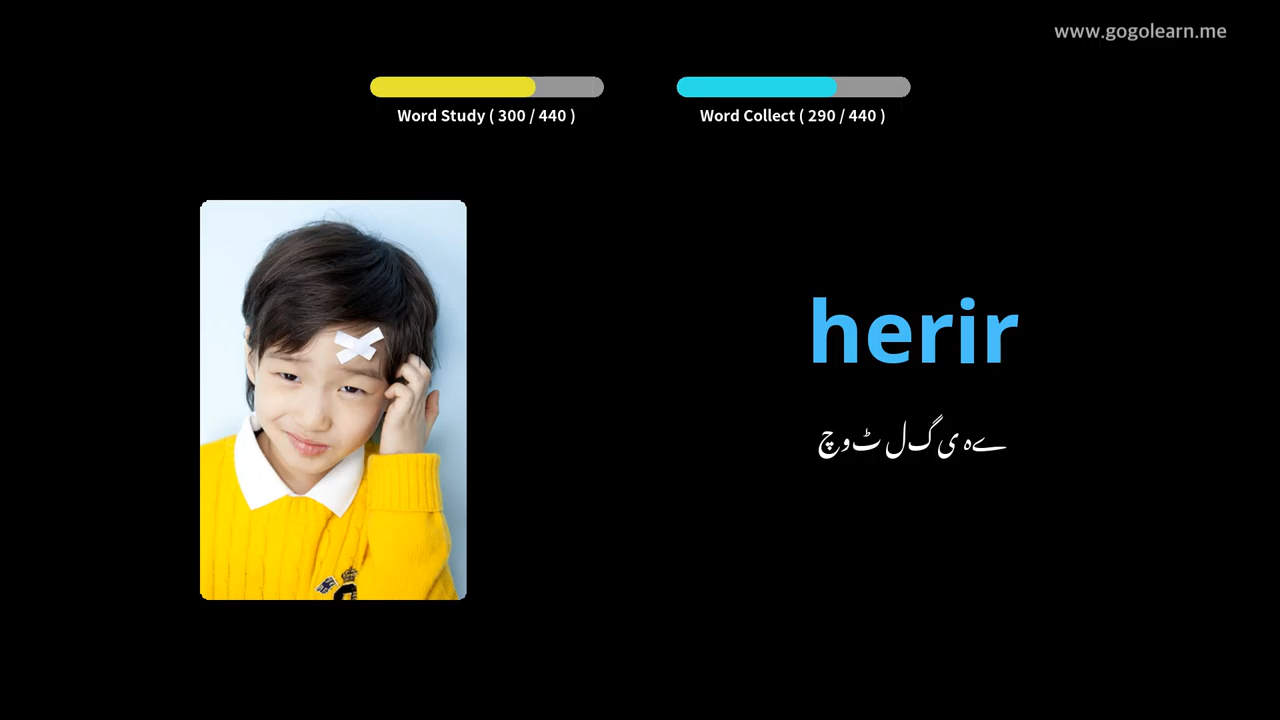 www.gogolearn.me
Word Study ( 300 / 440 )
Word Collect ( 290 / 440 )
herir
چوٹ لگی ہے